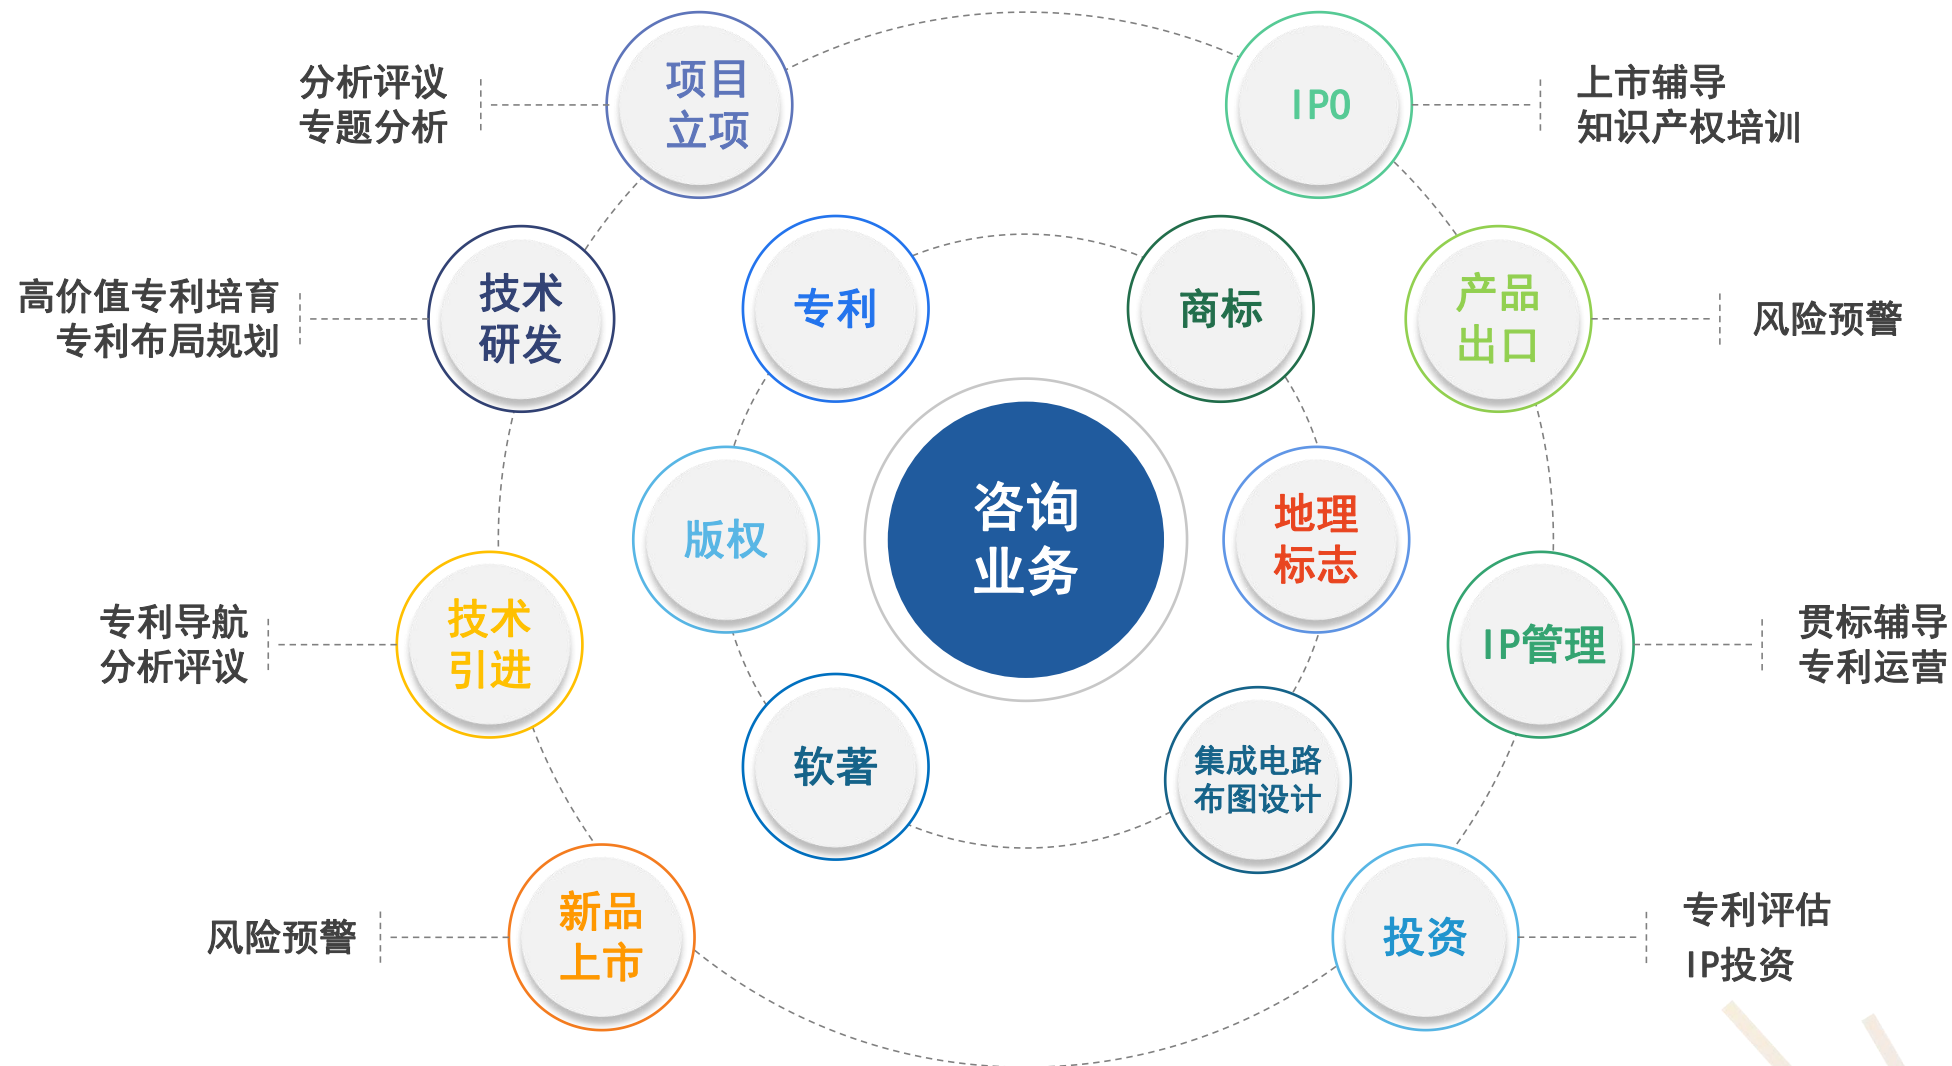 分析评议
专题分析
项目
立项
IPO
上市辅导
知识产权培训
高价值专利培育
专利布局规划
技术
研发
专利
商标
产品
出口
风险预警
版权
咨询
业务
地理
标志
专利导航
分析评议
技术
引进
IP管理
贯标辅导
专利运营
软著
集成电路
布图设计
风险预警
新品
上市
投资
专利评估
IP投资